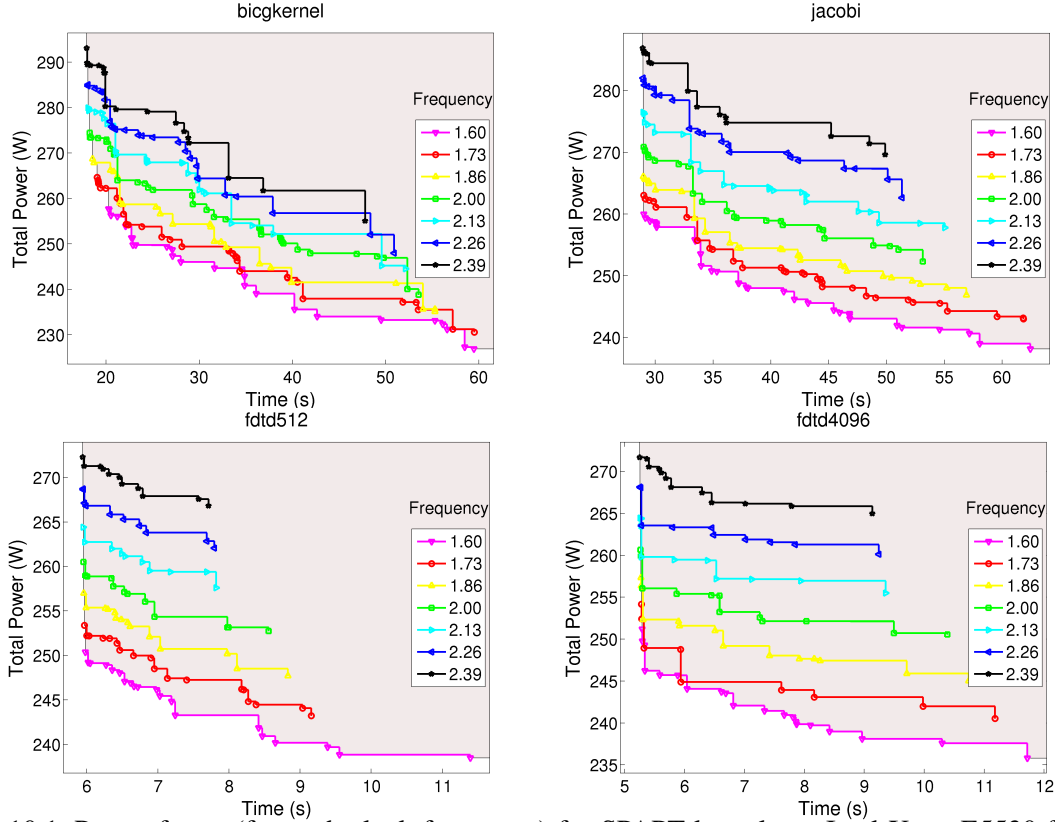 bicgkernel
Total Power (W)
290
280
270
260
250
240
230
20 30 40 50 60
Time (s)
Frequency
1.60
1.73
1.86
2.00
2.13
2.26
2.39
jacobi
Total Power (W)
280
270
260
250
240
30 35 40 45 50 55 60
Time (s)
Frequency
1.60
1.73
1.86
2.00
2.13
2.26
2.39
fdtd512
Total Power (W)
270
265
260
255
250
245
240
6 7 8 9 10 11
Time (s)
Frequency
1.60
1.73
1.86
2.00
2.13
2.26
2.39
fdtd4096
Total Power (W)
270
265
260
255
250
245
240
235
5 6 7 8 9 10 11 12
Time (s)
Frequency
1.60
1.73
1.86
2.00
2.13
2.26
2.39